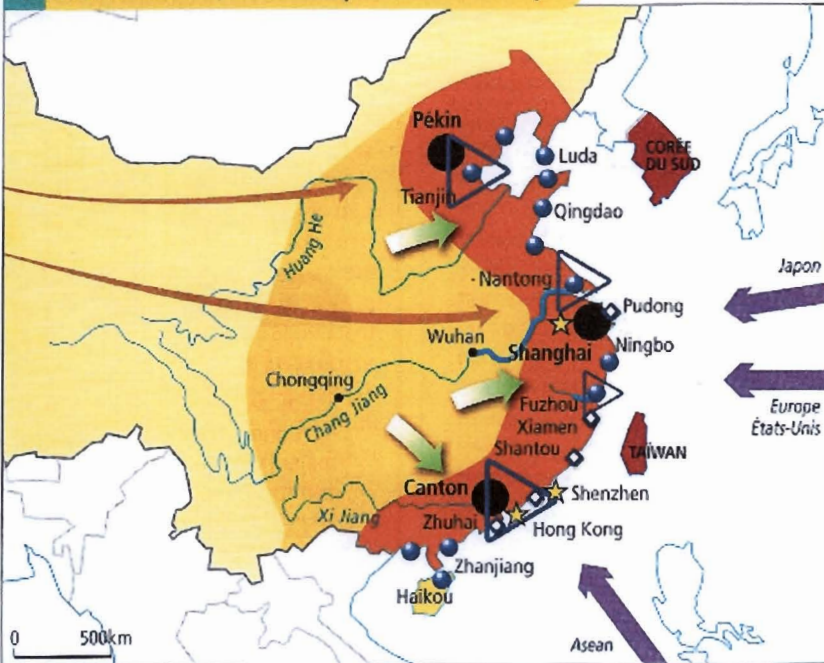 Pékin
Luda
CORÉE
DU SUD
Tianjin
Qingdao
Huang He
Nantong
Japon
Pudong
Wuhan
Shanghai
Ningbo
Chongqing
Chang Jiang
Fuzhou
Europe
États-Unis
Xiamen
Shantou
TAÏWAN
Canton
Shenzhen
Xi Jiang
Zhuhai
Hong Kong
Zhanjiang
Haïkou
0 500km
Asean